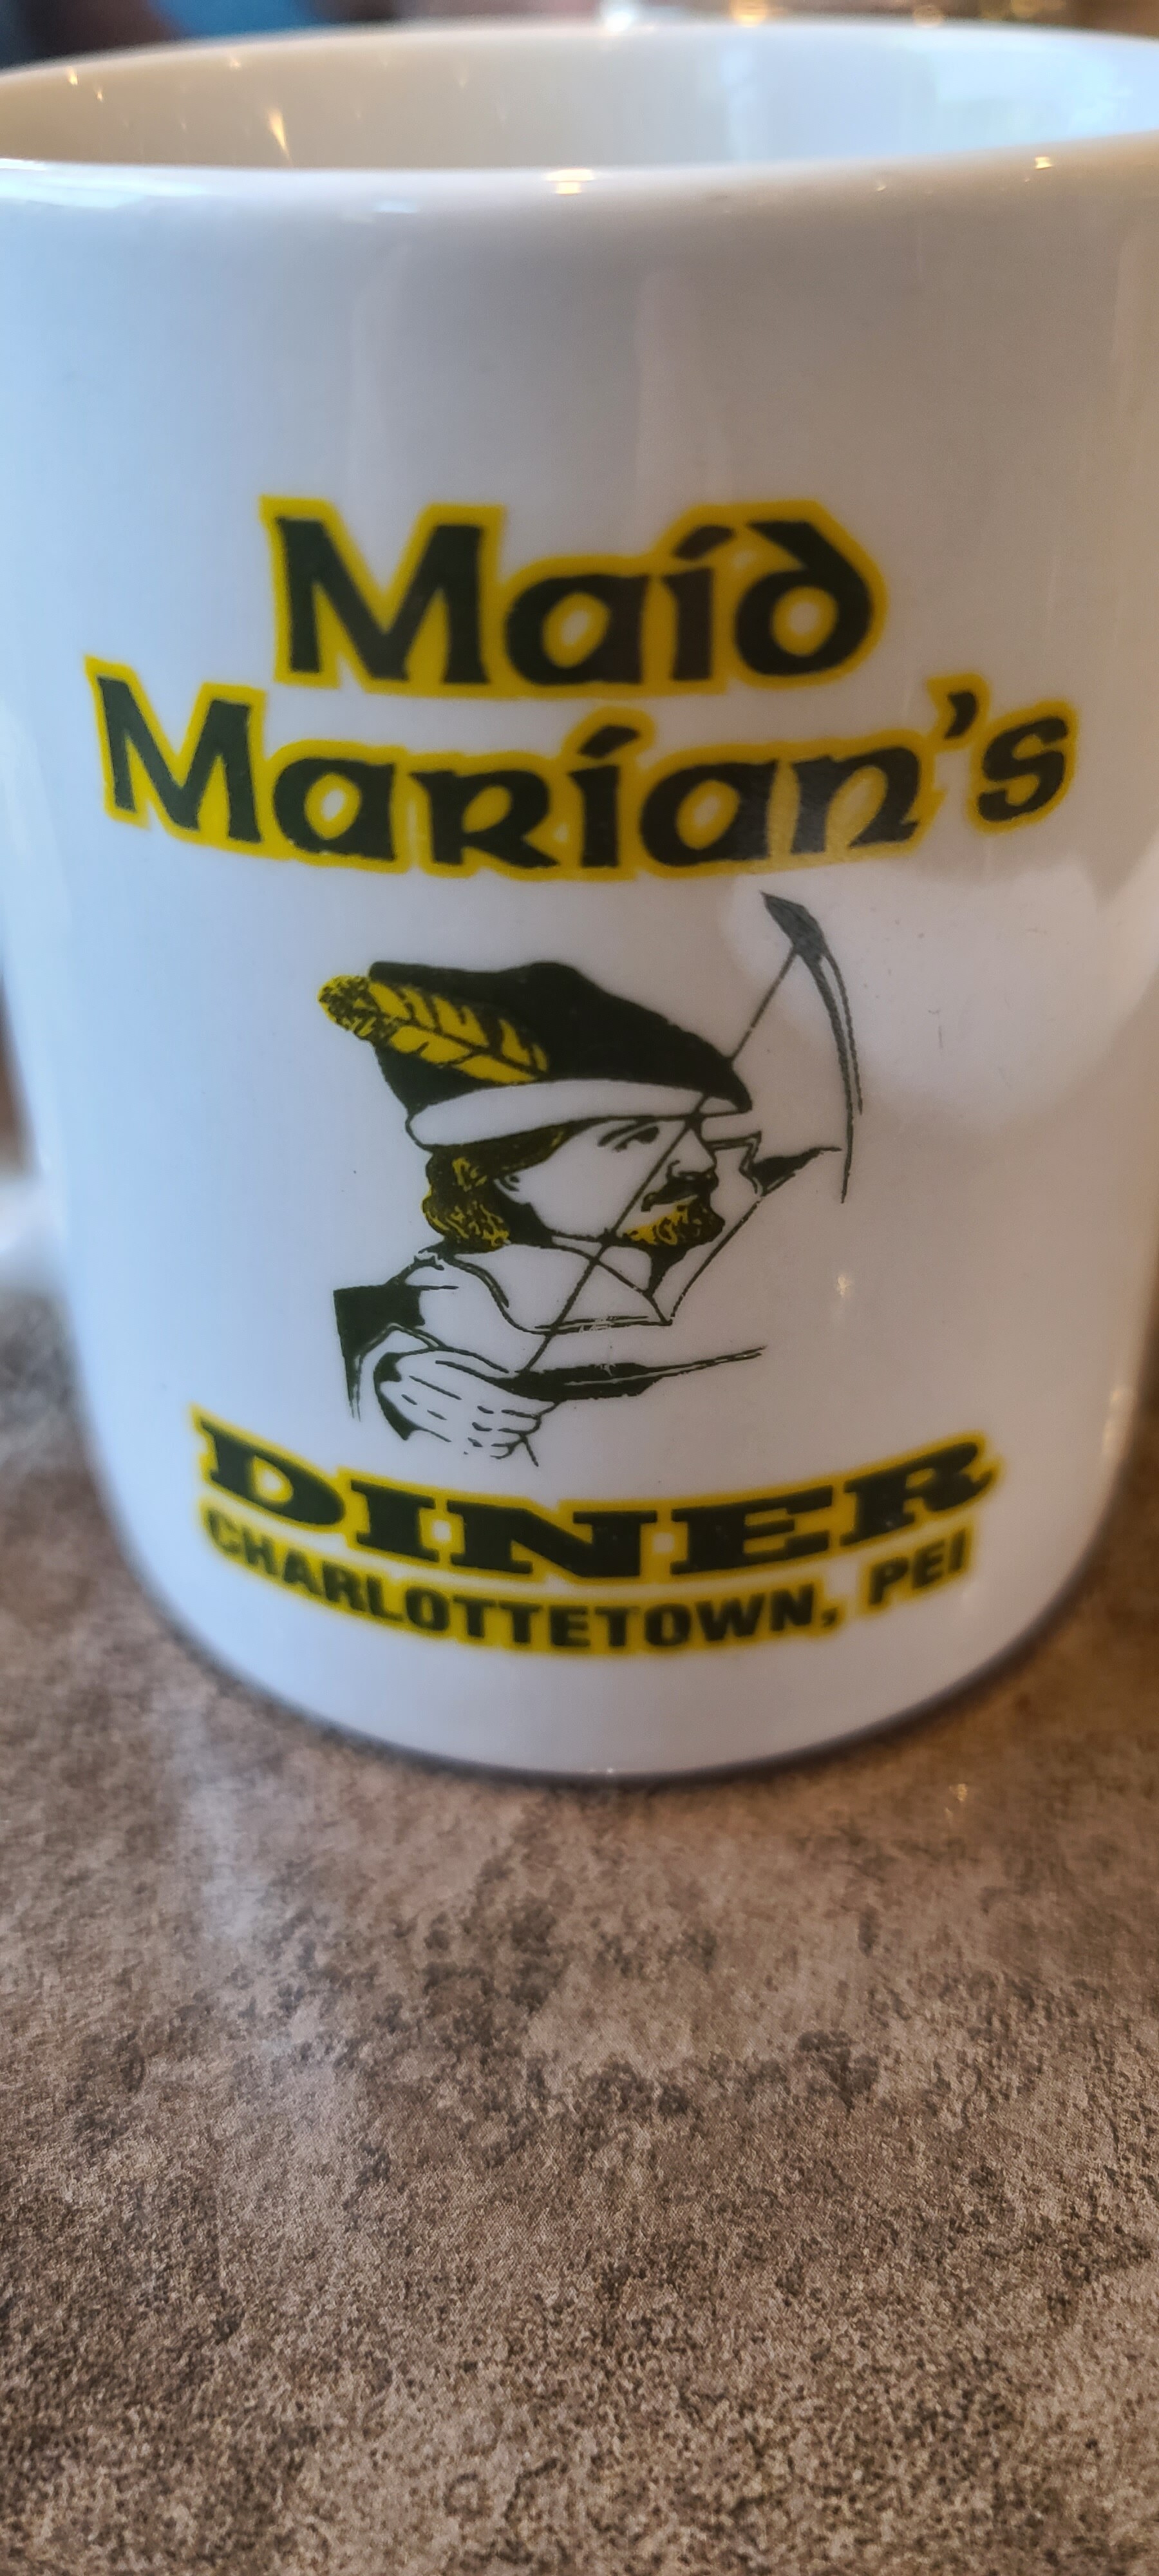 Maid
Marian's
DINER
CHARLOTTETOWN, PEI